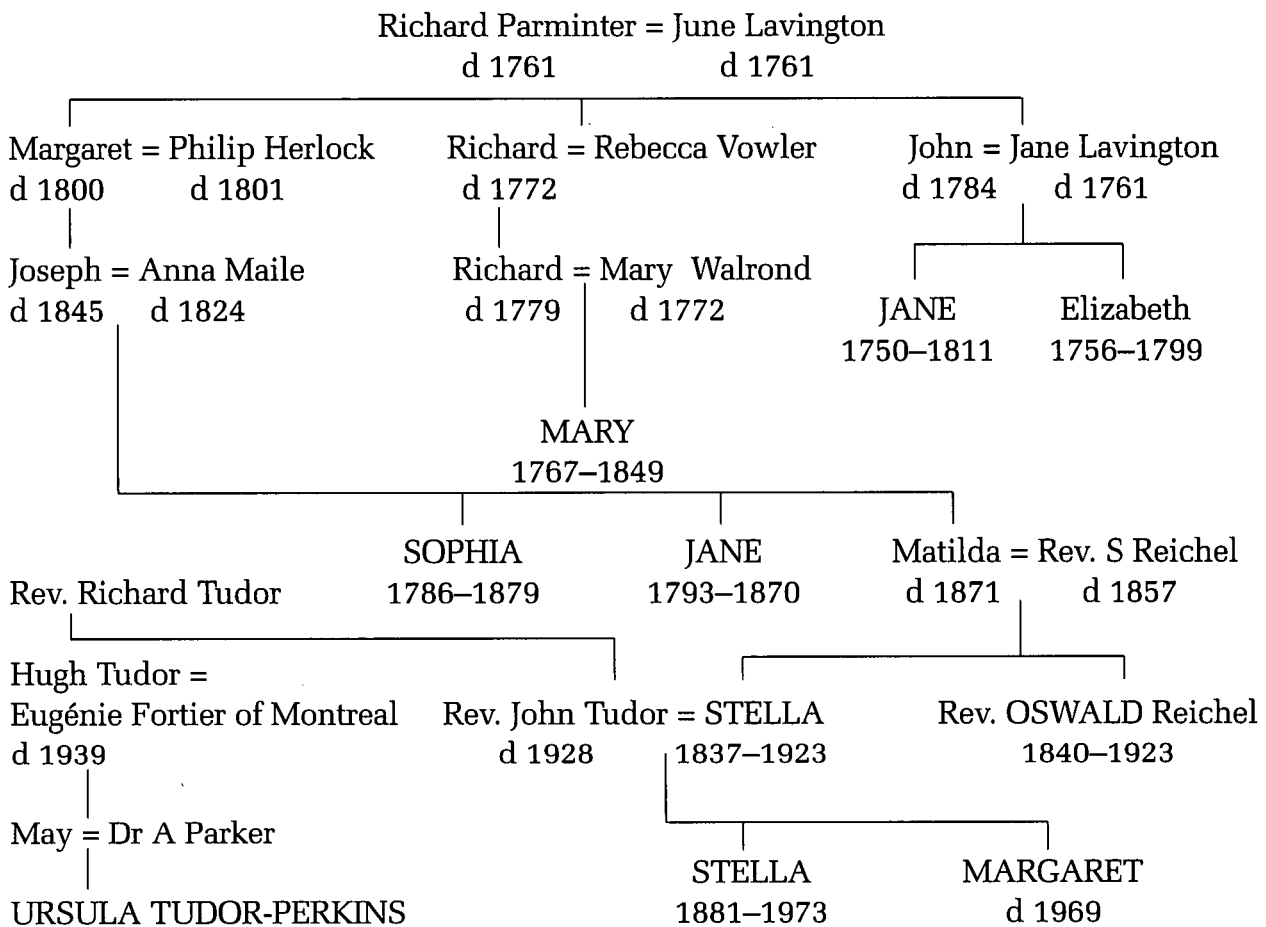 Richard Parminter = June Lavington
d 1761 d 1761
Margaret = Philip Herlock Richard = Rebecca Vowler John = Jane Lavington
d 1800 d 1801 d 1772 d 1784 d 1761
Joseph = Anna Maile Richard = Mary Walrond
d 1845 d 1824 d 1779 d 1772 JANE Elizabeth
1750–1811 1756–1799
MARY
1767–1849
SOPHIA JANE Matilda = Rev. S Reichel
Rev. Richard Tudor 1786–1879 1793–1870 d 1871 d 1857
Hugh Tudor =
Eugénie Fortier of Montreal Rev. John Tudor = STELLA Rev. OSWALD Reichel
d 1939 d 1928 1837–1923 1840–1923
May = Dr A Parker
STELLA MARGARET
URSULA TUDOR-PERKINS 1881–1973 d 1969